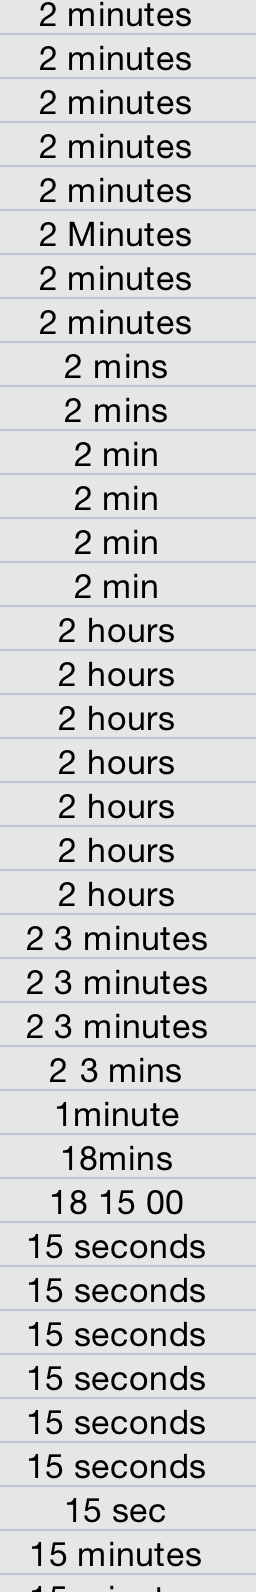 2 minutes
2 minutes
2 minutes
2 minutes
2 minutes
2 Minutes
2 minutes
2 minutes
2 mins
2 mins
2 min
2 min
2 min
2 min
2 hours
2 hours
2 hours
2 hours
2 hours
2 hours
2 hours
2 3 minutes
2 3 minutes
2 3 minutes
2 3 mins
1minute
18mins
18 15 00
15 seconds
15 seconds
15 seconds
15 seconds
15 seconds
15 seconds
15 sec
15 minutes